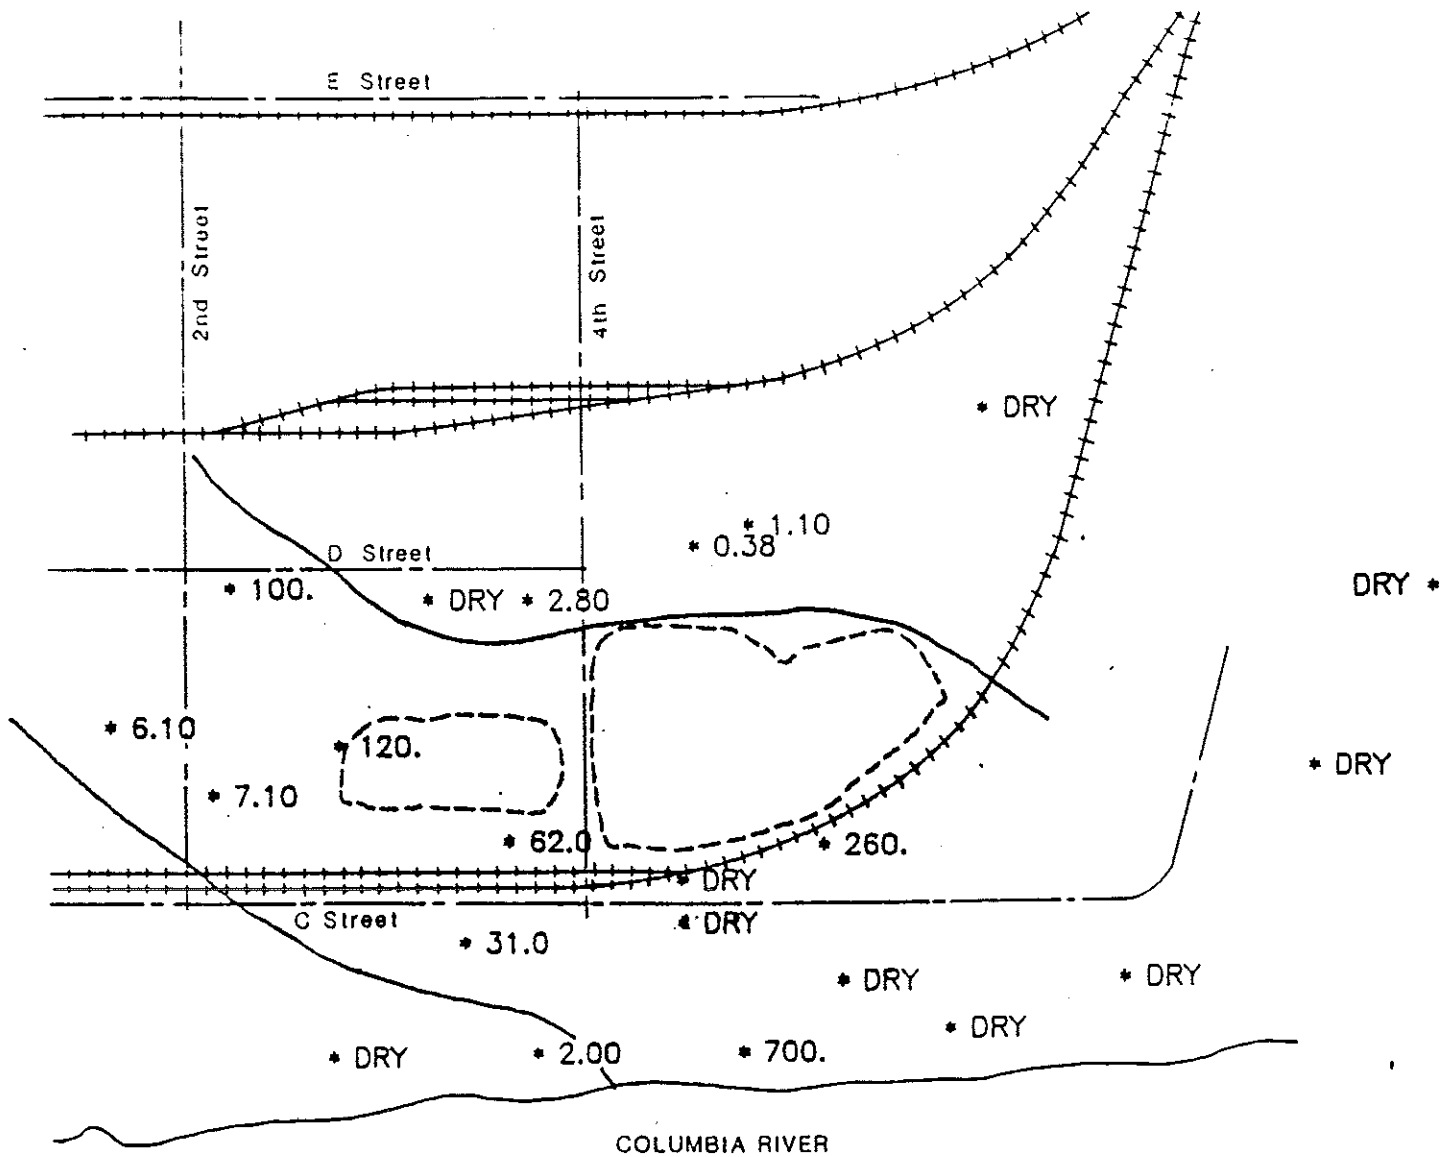 E Street
2nd Street
4th Street
* DRY
* 1.10
* 0.38
D Street
* 100.
* DRY
* 2.80
DRY *
* 6.10
* 120.
* DRY
* 7.10
* 62.0
* 260.
* DRY
C Street
* DRY
* 31.0
* DRY
* DRY
* DRY
* DRY
* 2.00
* 700.
COLUMBIA RIVER